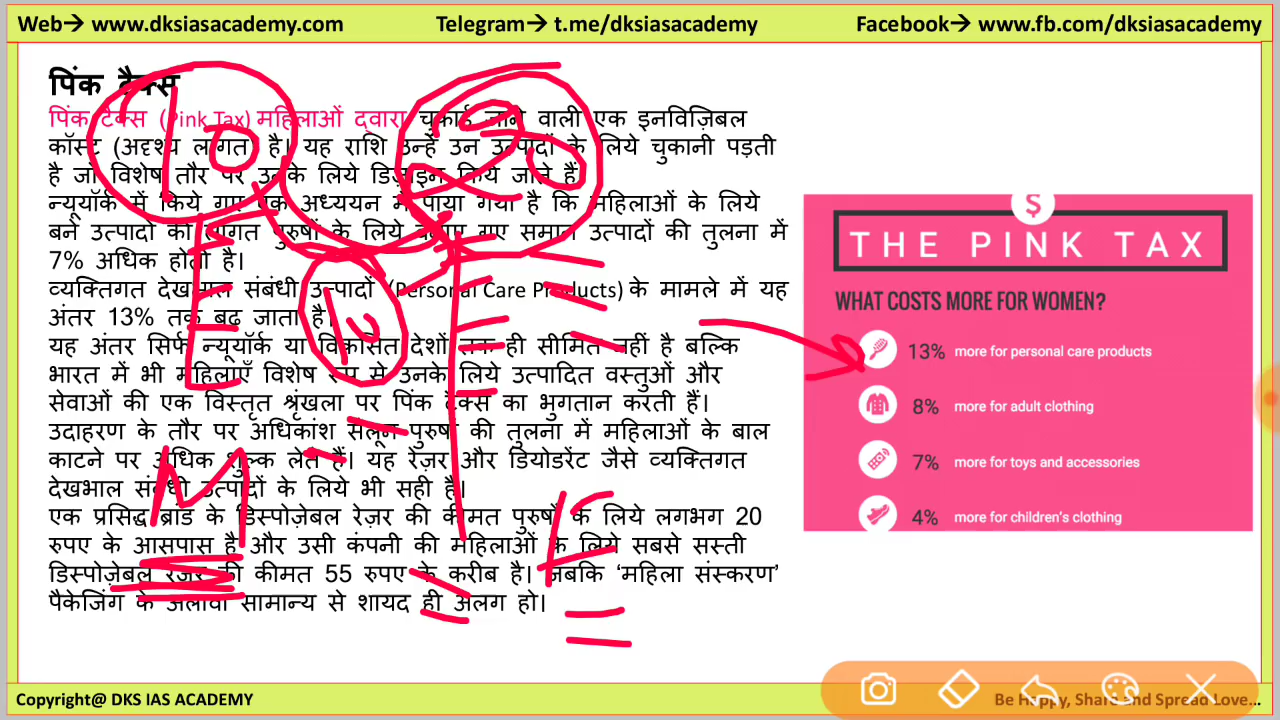 Web→ www.dksiasacademy.com
Telegram→ t.me/dksiasacademy
Facebook→ www.fb.com/dksiasacademy
पिंक टैक्स
पिंक टैक्स (Pink Tax) महिलाओं द्वारा चुकाई जाने वाली एक इनविज़िबल
कॉस्ट (अदृश्य लागत) है। यह राशि उन्हें उन उत्पादों के लिये चुकानी पड़ती
है जो विशेष तौर पर उनके लिये डिज़ाइन किये जाते हैं।
न्यूयॉर्क में किये गए एक अध्ययन में पाया गया है कि महिलाओं के लिये
बने उत्पादों की लागत पुरुषों के लिये बनाए गए समान उत्पादों की तुलना में
7% अधिक होती है।
व्यक्तिगत देखभाल संबंधी उत्पादों (Personal Care Products) के मामले में यह
अंतर 13% तक बढ़ जाता है।
यह अंतर सिर्फ न्यूयॉर्क या विकसित देशों तक ही सीमित नहीं है बल्कि
भारत में भी महिलाएँ विशेष रूप से उनके लिये उत्पादित वस्तुओं और
सेवाओं की एक विस्तृत श्रृंखला पर पिंक टैक्स का भुगतान करती हैं।
उदाहरण के तौर पर अधिकांश सैलून पुरुषों की तुलना में महिलाओं के बाल
काटने पर अधिक शुल्क लेते हैं। यह रेज़र और डियोडरेंट जैसे व्यक्तिगत
देखभाल संबंधी उत्पादों के लिये भी सही है।
एक प्रसिद्ध ब्रांड के डिस्पोज़ेबल रेज़र की कीमत पुरुषों के लिये लगभग 20
रुपए के आसपास है और उसी कंपनी की महिलाओं के लिये सबसे सस्ती
डिस्पोज़ेबल रेज़र की कीमत 55 रुपए के करीब है। जबकि ‘महिला संस्करण’
पैकेजिंग के अलावा सामान्य से शायद ही अलग हो।
10
M
$
THE PINK TAX
WHAT COSTS MORE FOR WOMEN?
13% more for personal care products
8% more for adult clothing
7% more for toys and accessories
4% more for children's clothing
Copyright@ DKS IAS ACADEMY
Be Happy, Share and Spread Love...